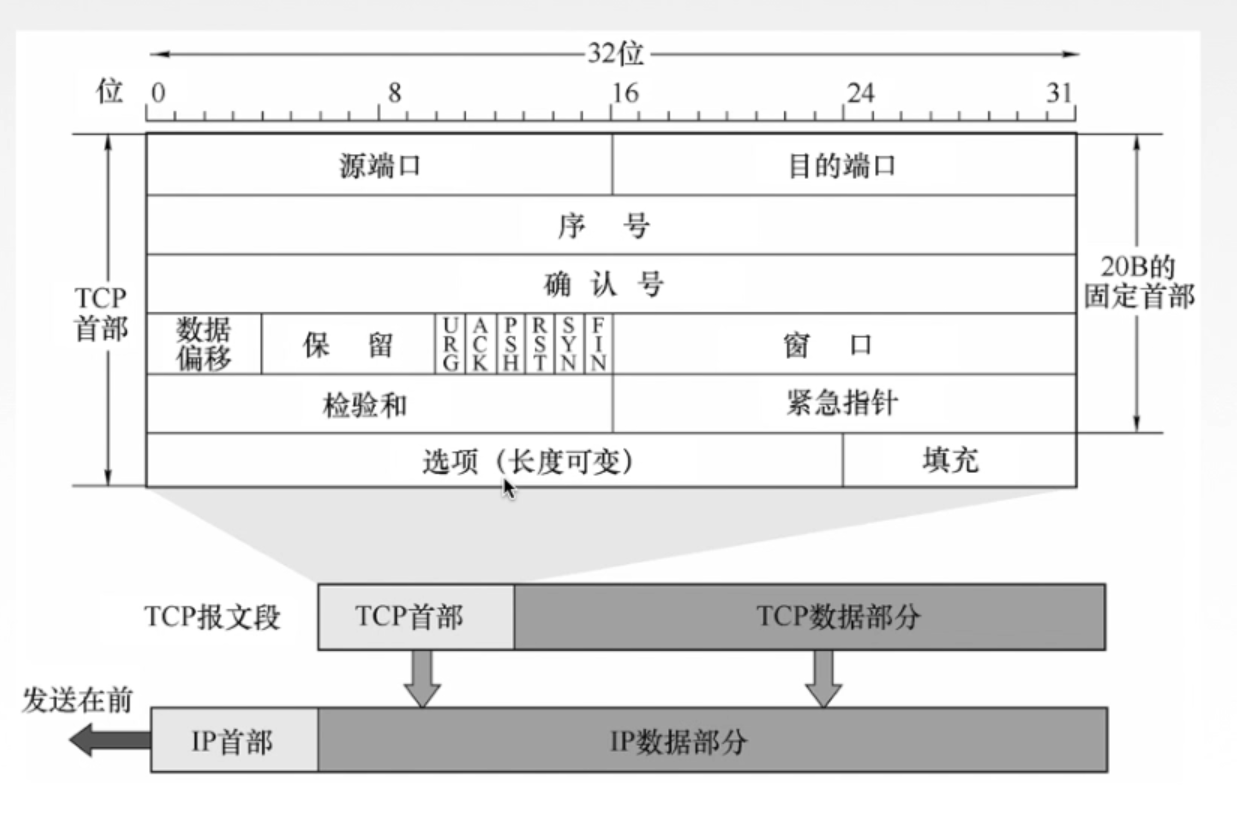 32位
位 0 8 16 24 31
源端口 目的端口
序 号
确 认 号
TCP
首部
20B的
固定首部
数据
偏移
保 留
URG ACK PSH RST SYN FIN
窗 口
检验和 紧急指针
选项（长度可变） 填充
TCP报文段 TCP首部 TCP数据部分
发送在前
IP首部 IP数据部分